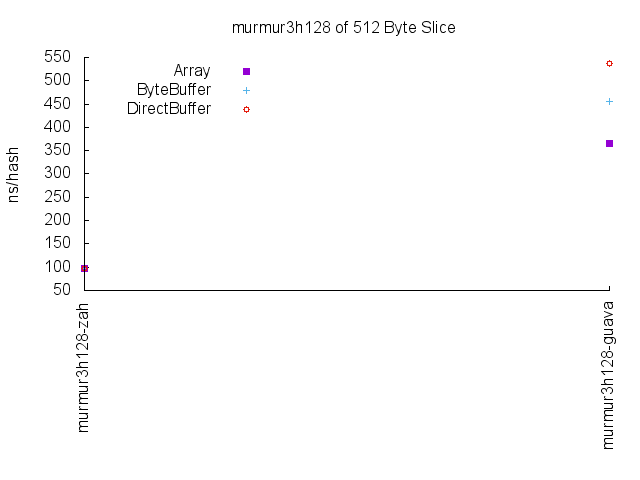 murmur3h128 of 512 Byte Slice
550
500
450
400
350
300
250
200
150
100
50
ns/hash
Array
ByteBuffer
DirectBuffer
murmur3h128-zah
murmur3h128-guava